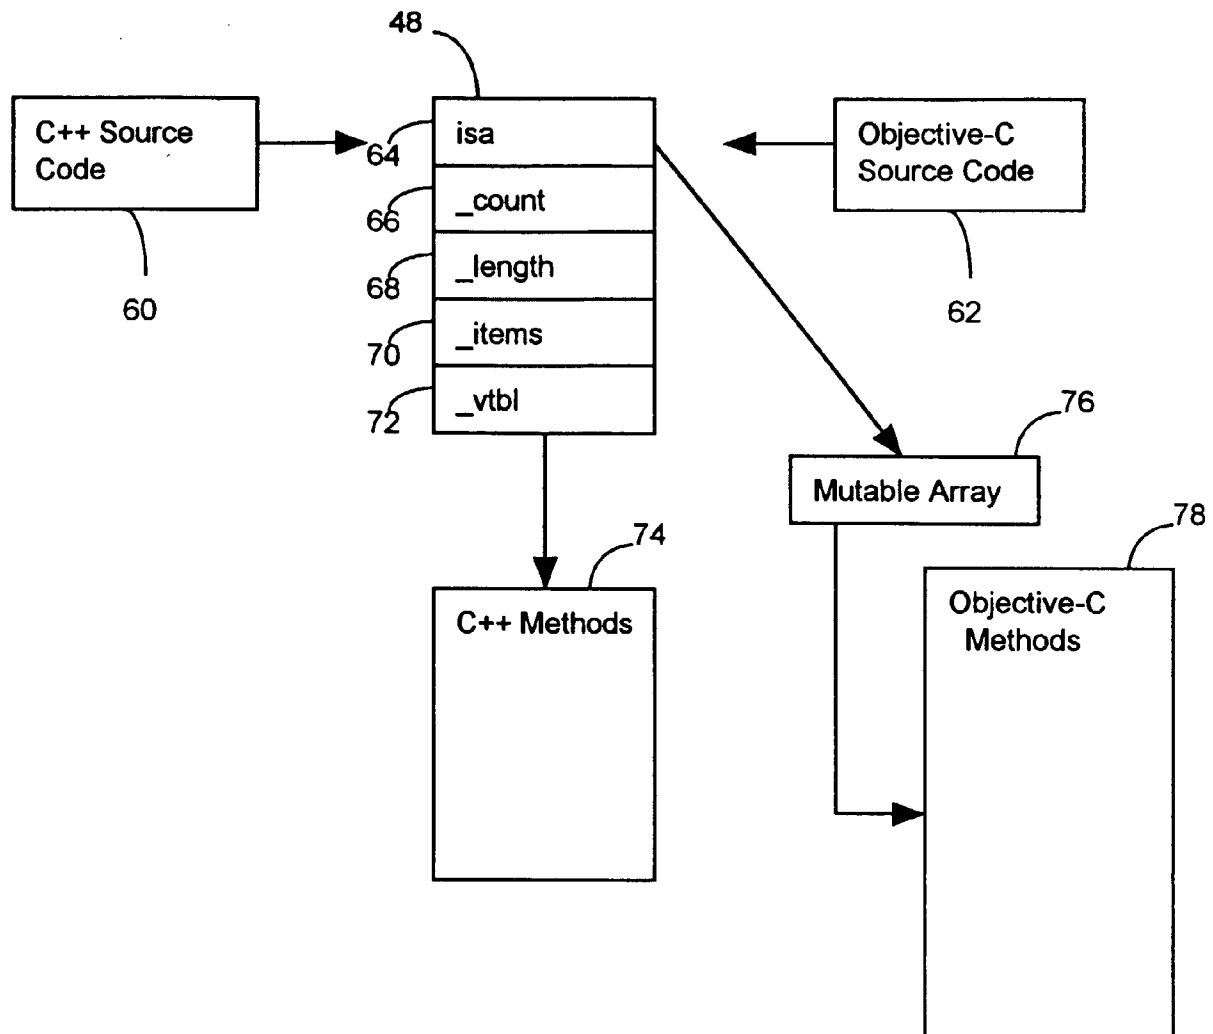 48
C++ Source
Code
64
isa
Objective-C
Source Code
66
_count
60
68
_length
62
70
_items
72
_vtbl
76
Mutable Array
74
78
C++ Methods
Objective-C
Methods